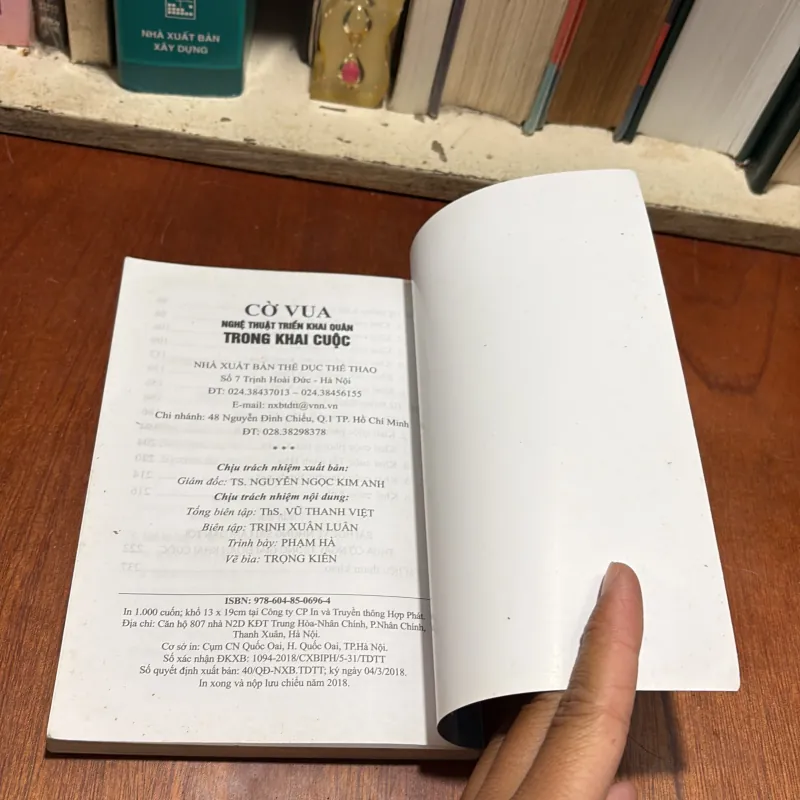 NHÀ XUẤT BẢN
XÂY DỰNG
CỜ VUA
NGHỆ THUẬT TRIỂN KHAI QUÂN
TRONG KHAI CUỘC
NHÀ XUẤT BẢN THỂ DỤC THỂ THAO
Số 7 Trịnh Hoài Đức - Hà Nội
ĐT: 024.38437013 – 024.38456155
E-mail: nxbtdtt@vnn.vn
Chi nhánh: 48 Nguyễn Đình Chiểu, Q.1 TP. Hồ Chí Minh
ĐT: 028.38298378
Chịu trách nhiệm xuất bản:
Giám đốc: TS. NGUYỄN NGỌC KIM ANH
Chịu trách nhiệm nội dung:
Tổng biên tập: ThS. VŨ THANH VIỆT
Biên tập: TRỊNH XUÂN LUÂN
Trình bày: PHẠM HÀ
Vẽ bìa: TRỌNG KIÊN
ISBN: 978-604-85-0696-4
In 1.000 cuốn; khổ 13 x 19cm tại Công ty CP In và Truyền thông Hợp Phát.
Địa chỉ: Căn hộ 807 nhà N2D KĐT Trung Hòa-Nhân Chính, P.Nhân Chính,
Thanh Xuân, Hà Nội.
Cơ sở in: Cụm CN Quốc Oai, H. Quốc Oai, TP.Hà Nội.
Số xác nhận ĐKXB: 1094-2018/CXBIPH/5-31/TDTT
Số quyết định xuất bản: 40/QĐ-NXB.TDTT; ký ngày 04/3/2018.
In xong và nộp lưu chiểu năm 2018.